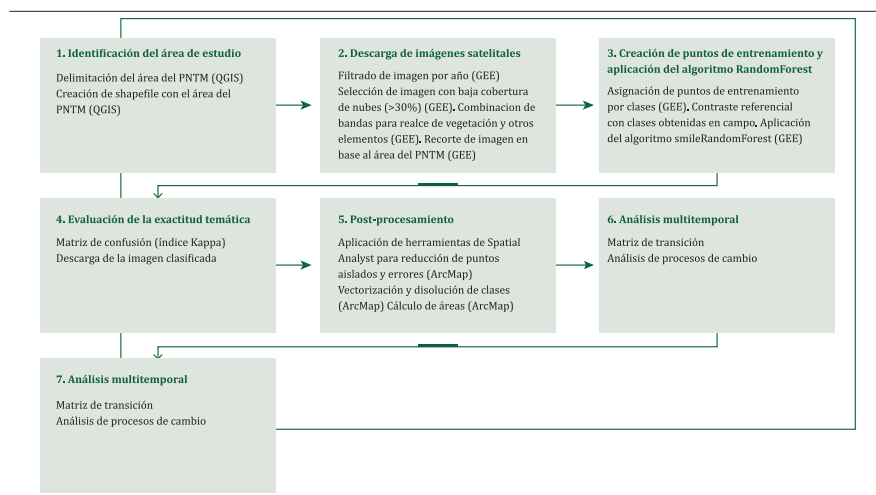 1. Identificación del área de estudio
Delimitación del área del PNTM (QGIS)
Creación de shapefile con el área del
PNTM (QGIS)
2. Descarga de imágenes satelitales
Filtrado de imagen por año (GEE)
Selección de imagen con baja cobertura
de nubes (>30%) (GEE). Combinacion de
bandas para realce de vegetación y otros
elementos (GEE). Recorte de imagen en
base al área del PNTM (GEE)
3. Creación de puntos de entrenamiento y
aplicación del algoritmo RandomForest
Asignación de puntos de entrenamiento
por clases (GEE). Contraste referencial
con clases obtenidas en campo. Aplicación
del algoritmo smileRandomForest (GEE)
4. Evaluación de la exactitud temática
Matriz de confusión (índice Kappa)
Descarga de la imagen clasificada
5. Post-procesamiento
Aplicación de herramientas de Spatial
Analyst para reducción de puntos
aislados y errores (ArcMap)
Vectorización y disolución de clases
(ArcMap) Cálculo de áreas (ArcMap)
6. Análisis multitemporal
Matriz de transición
Análisis de procesos de cambio
7. Análisis multitemporal
Matriz de transición
Análisis de procesos de cambio